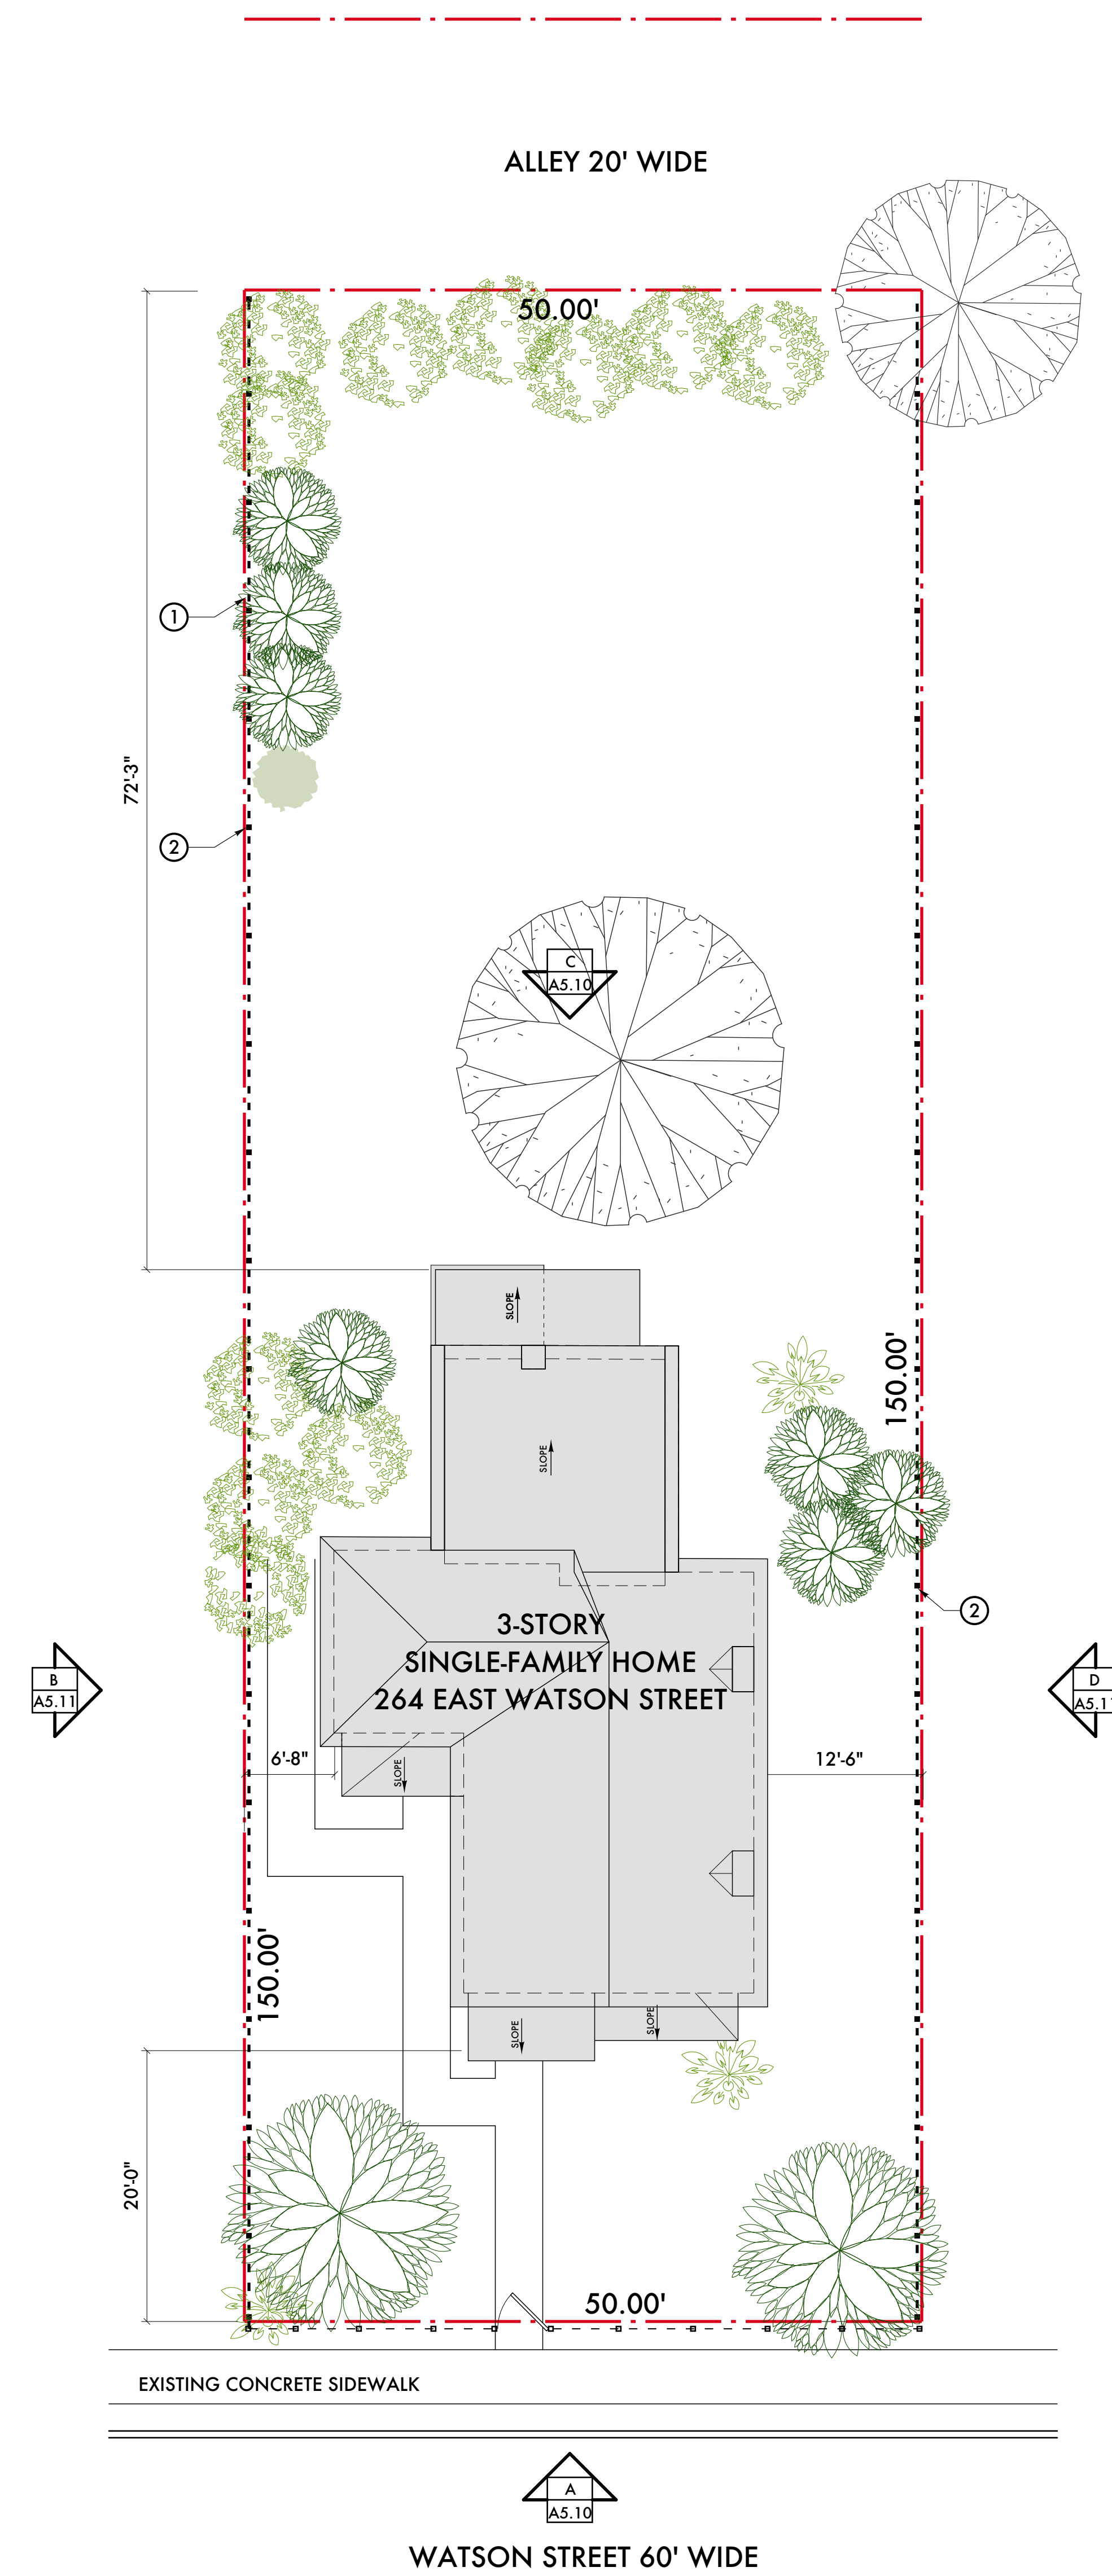 ALLEY 20' WIDE
50.00'
1
72'-3"
2
C
A5.10
SLOPE
150.00'
SLOPE
3-STORY
SINGLE-FAMILY HOME
264 EAST WATSON STREET
2
B
A5.11
D
6'-8"
12'-6"
SLOPE
150.00'
SLOPE
SLOPE
20'-0"
50.00'
EXISTING CONCRETE SIDEWALK
A
A5.10
WATSON STREET 60' WIDE